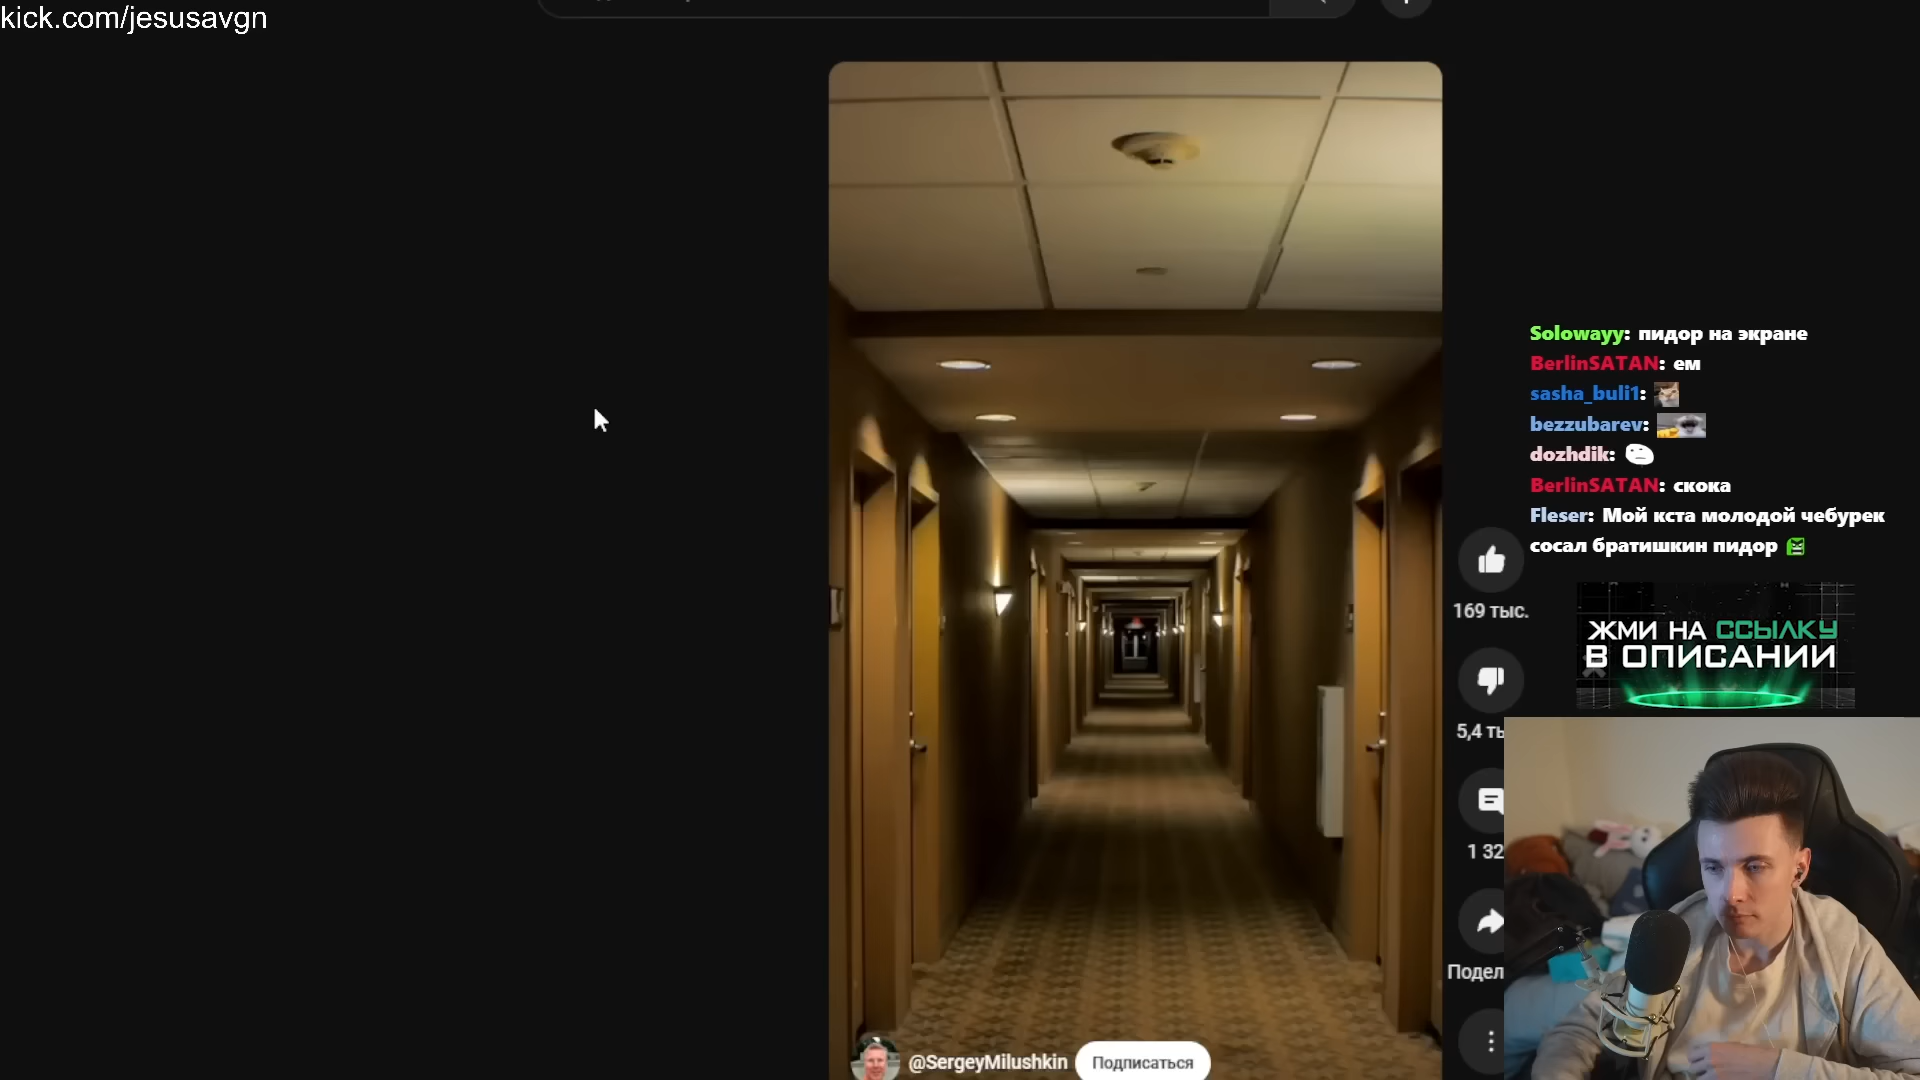 kick.com/jesusavgn
Solowayy: пидор на экране
BerlinSATAN: ем
sasha_buli1:
bezzubarev:
dozhdik:
BerlinSATAN: скока
Fleser: Мой кста молодой чебурек
сосал братишкин пидор
169 тыс.
ЖМИ НА ССЫЛКУ
В ОПИСАНИИ
5,4 ты
1 32
Подел
@SergeyMilushkin
Подписаться